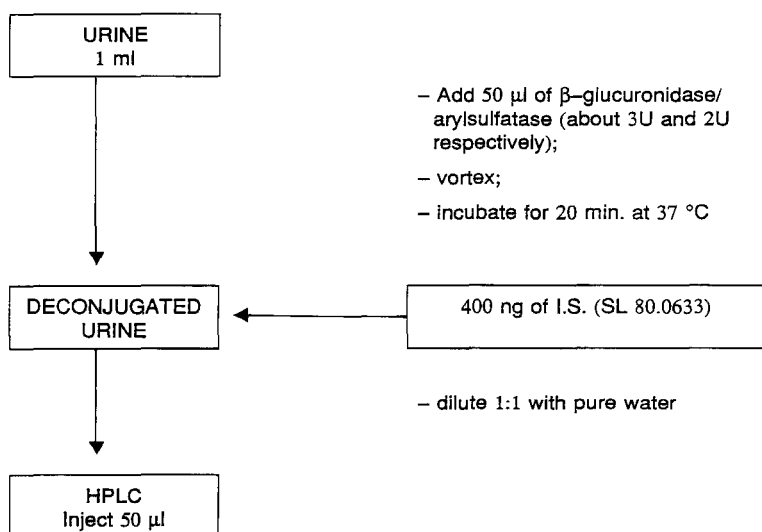 URINE
1 ml
– Add 50 μl of β–glucuronidase/
arylsulfatase (about 3U and 2U
respectively);
– vortex;
– incubate for 20 min. at 37 °C
DECONJUGATED
URINE
400 ng of I.S. (SL 80.0633)
– dilute 1:1 with pure water
HPLC
Inject 50 μl